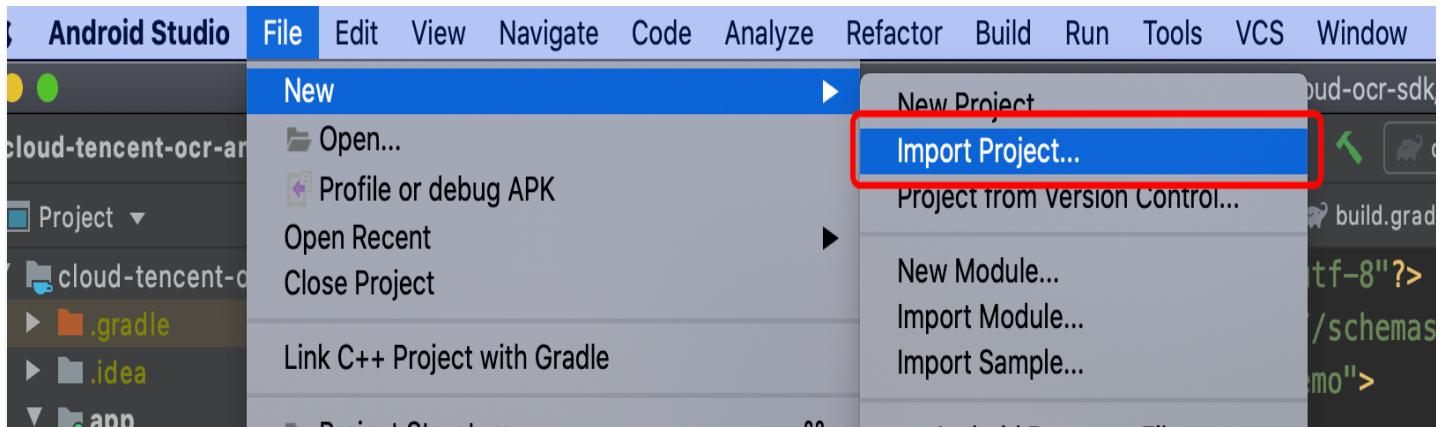 Android Studio File Edit View Navigate Code Analyze Refactor Build Run Tools VCS Window
New
Open...
Profile or debug APK
Open Recent
Close Project
Link C++ Project with Gradle
New Project
Import Project...
Project from Version Control...
New Module...
Import Module...
Import Sample...
cloud-tencent-ocr-ar
Project
cloud-tencent-o
.gradle
.idea
app
oud-ocr-sdk
build.grad
tf-8"?>
//schemas
mo">